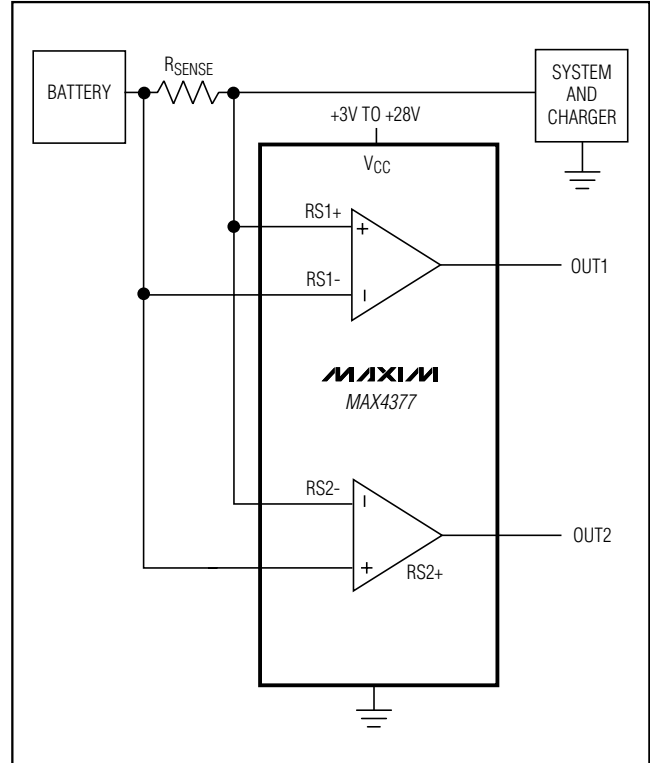 BATTERY
RSENSE
SYSTEM
AND
CHARGER
+3V TO +28V
VCC
RS1+
+
OUT1
RS1-
MAXIM
MAX4377
RS2-
OUT2
+
RS2+